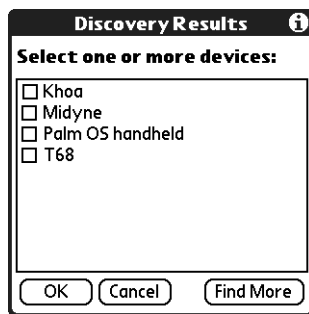 Discovery Results
Select one or more devices:
Khoa
Midyne
Palm OS handheld
T68
OK Cancel Find More